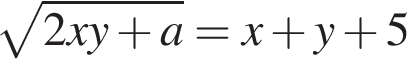 √(2xy + a) = x + y + 5